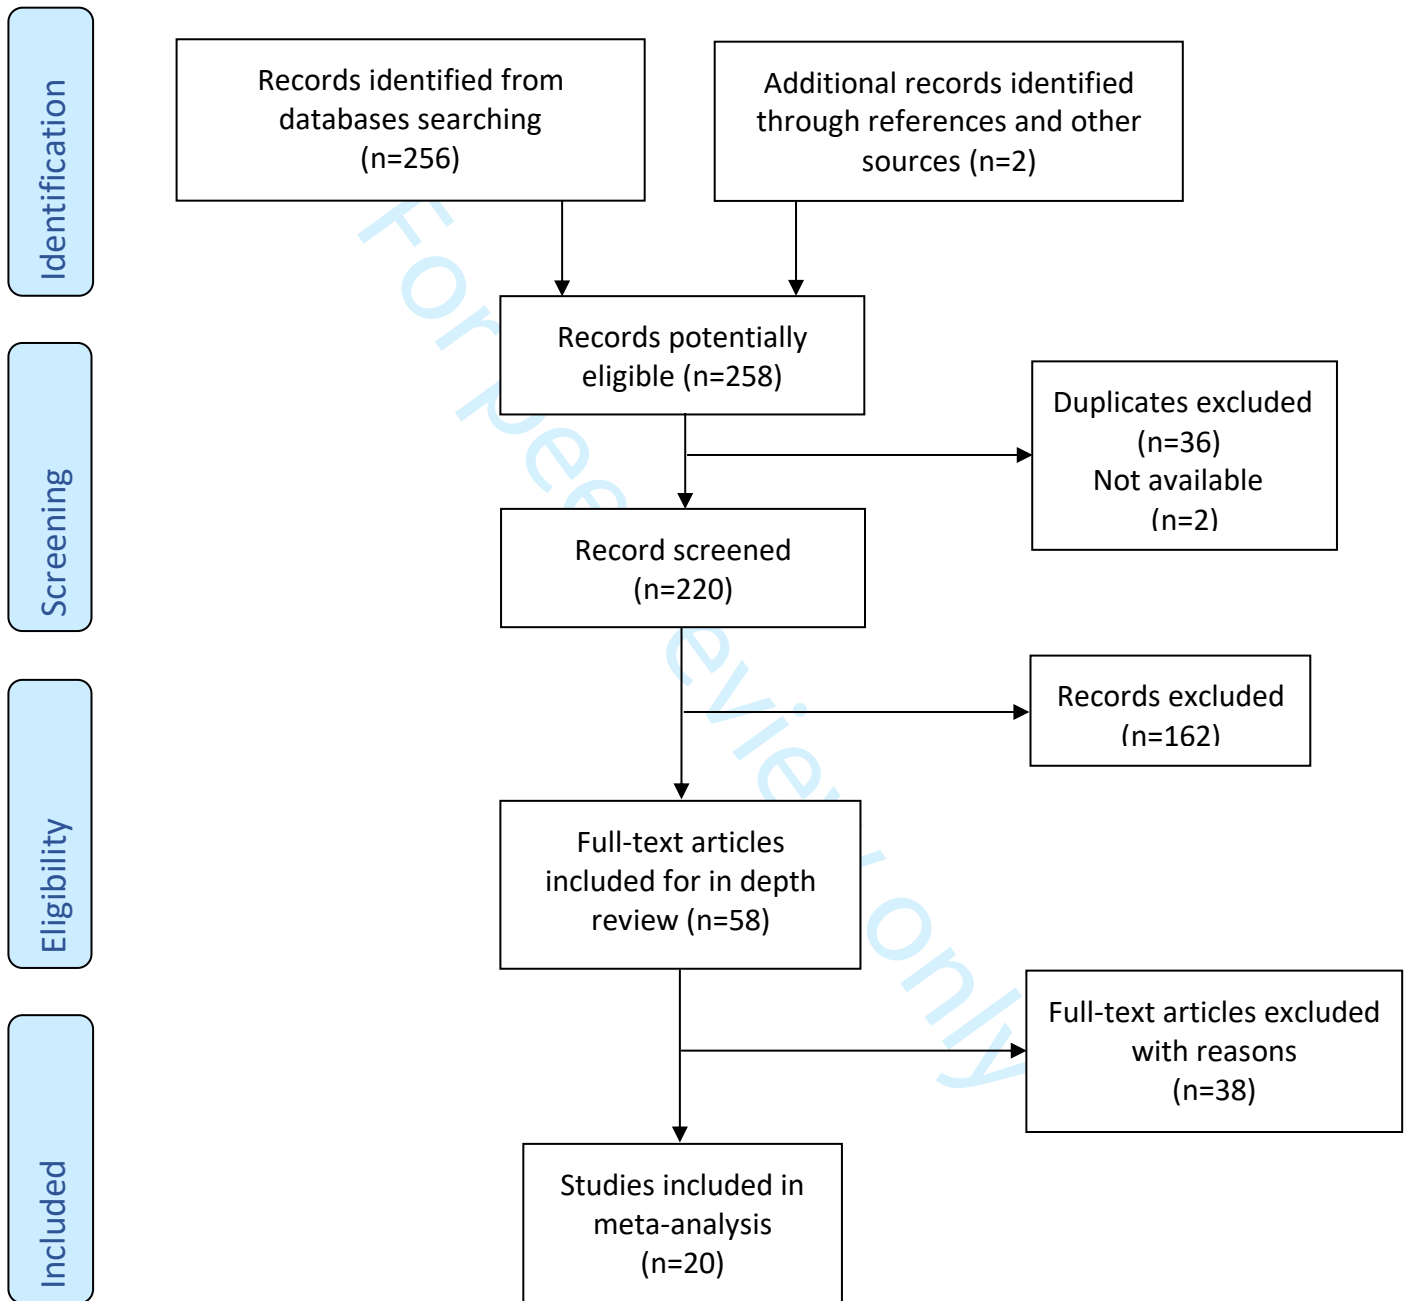 Identification
Records identified from
databases searching
(n=256)
Additional records identified
through references and other
sources (n=2)
Records potentially
eligible (n=258)
Screening
Duplicates excluded
(n=36)
Not available
(n=2)
Record screened
(n=220)
Records excluded
(n=162)
Eligibility
Full-text articles
included for in depth
review (n=58)
Full-text articles excluded
with reasons
(n=38)
Included
Studies included in
meta-analysis
(n=20)
For peer review only